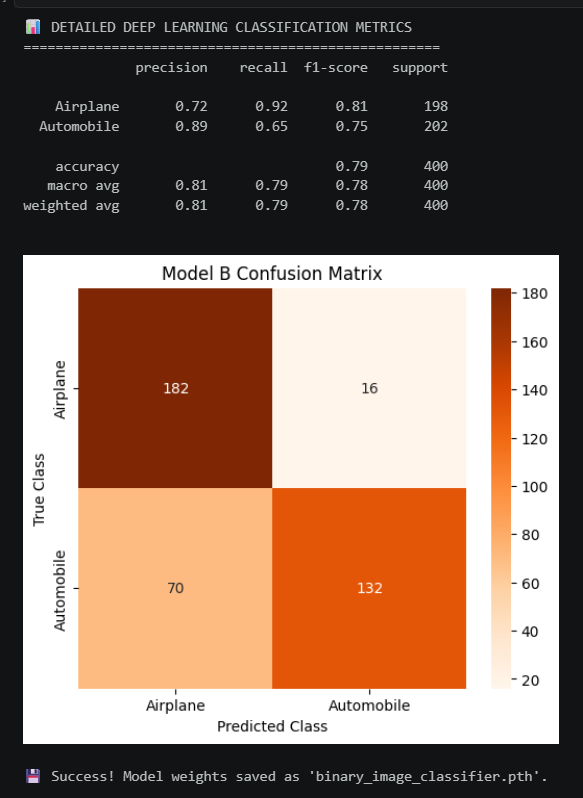 📊 DETAILED DEEP LEARNING CLASSIFICATION METRICS
====================================================
precision recall f1-score support
Airplane 0.72 0.92 0.81 198
Automobile 0.89 0.65 0.75 202
accuracy 0.79 400
macro avg 0.81 0.79 0.78 400
weighted avg 0.81 0.79 0.78 400
Model B Confusion Matrix
180
160
140
120
100
80
60
40
20
Airplane
182
16
True Class
Automobile
70
132
Airplane
Automobile
Predicted Class
💾 Success! Model weights saved as 'binary_image_classifier.pth'.